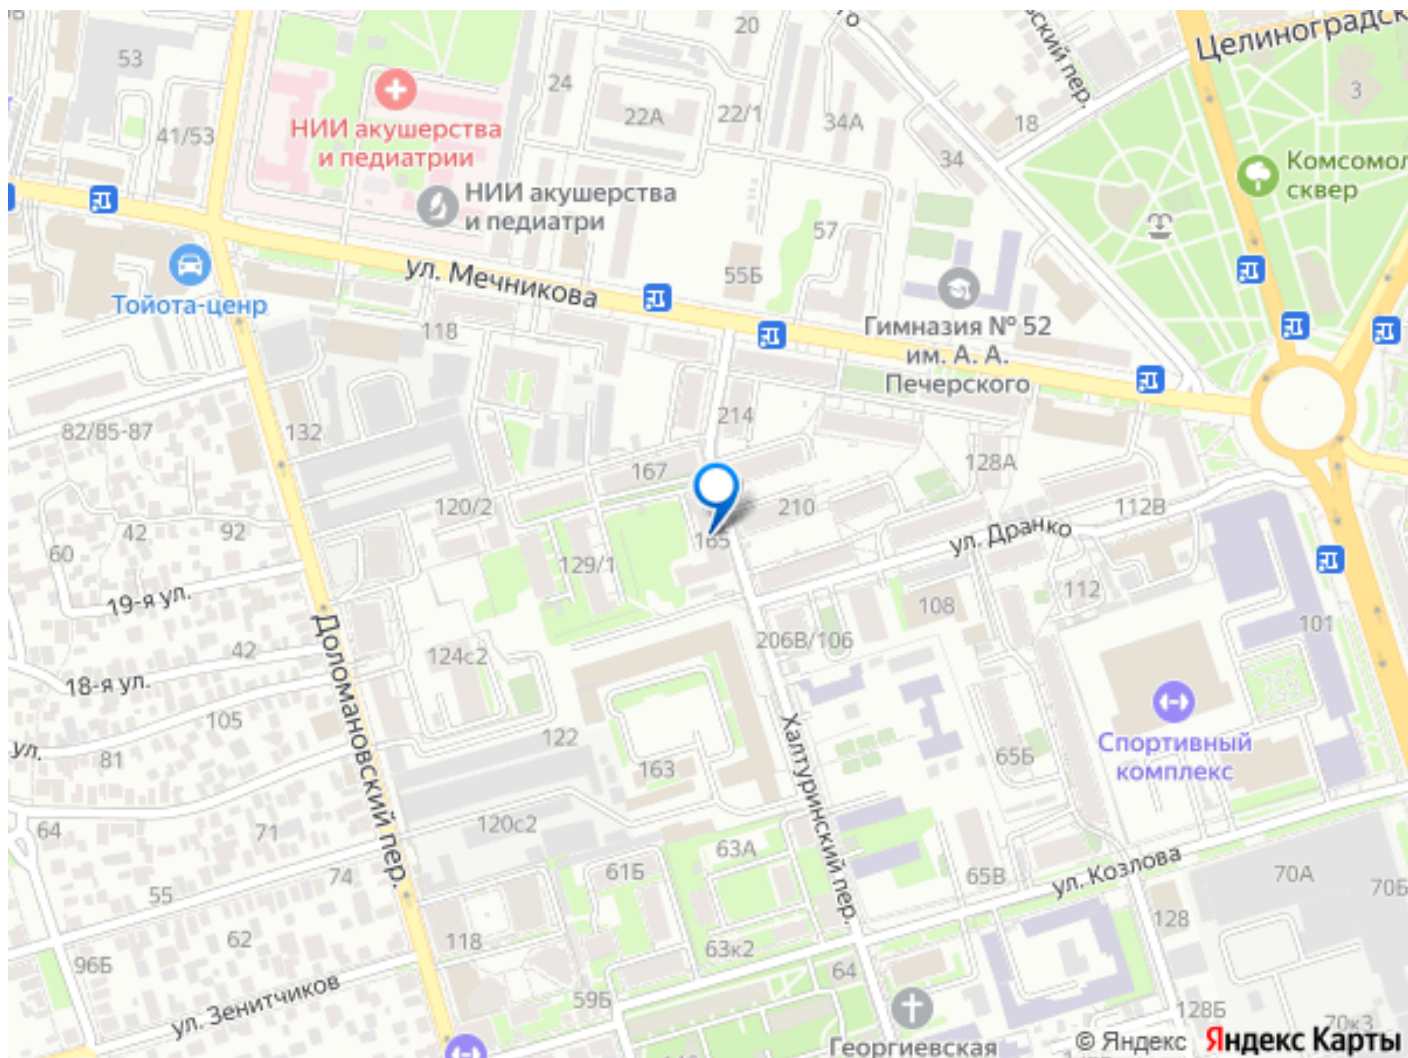 20
Целиноградск
ский пер.
53
24
22А
22/1
34А
3
18
41/53
НИИ акушерства
и педиатрии
34
Комсомол
сквер
НИИ акушерства
и педиатри
57
ул. Мечникова
55Б
Тойота-ценр
118
Гимназия № 52
им. А. А.
Печерского
82/85-87
132
214
167
128А
120/2
210
112В
42
92
60
165
ул. Дранко
129/1
19-я ул.
112
108
101
206В/106
42
124с2
18-я ул.
Доломановский пер.
105
Халтуринский пер.
ул.
81
122
163
65Б
Спортивный
комплекс
64
71
120с2
63А
61Б
74
55
65В
ул. Козлова
70А
70Б
62
118
63к2
128
96Б
64
59Б
ул. Зенитчиков
128Б
70к3
Георгиевская
© Яндекс
Яндекс Карты